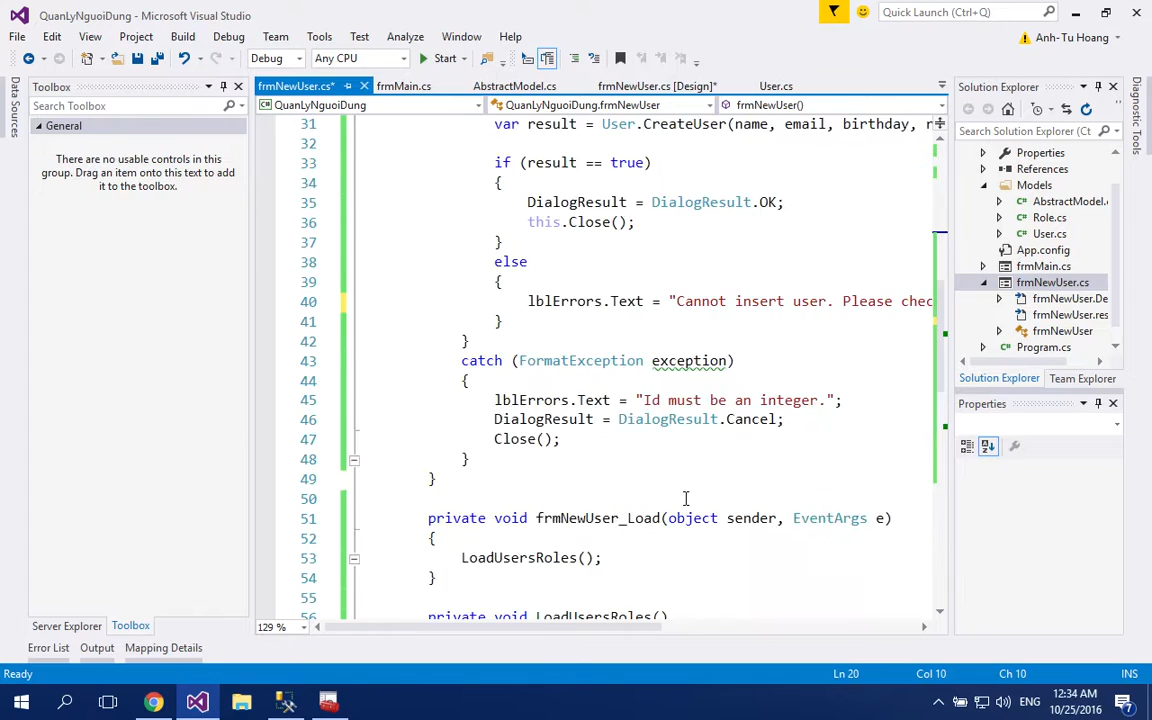 QuanLyNguoiDung - Microsoft Visual Studio
Quick Launch (Ctrl+Q)
File Edit View Project Build Debug Team Tools Test Analyze Window Help
Anh-Tu Hoang
Debug Any CPU Start
Data Sources
Toolbox
Search Toolbox
General
There are no usable controls in this
group. Drag an item onto this text to add
it to the toolbox.
Server Explorer Toolbox
frmNewUser.cs* frmMain.cs AbstractModel.cs frmNewUser.cs [Design]* User.cs
QuanLyNguoiDung QuanLyNguoiDung.frmNewUser frmNewUser()
31 var result = User.CreateUser(name, email, birthday, r
32
33 if (result == true)
34 {
35 DialogResult = DialogResult.OK;
36 this.Close();
37 }
38 else
39 {
40 lblErrors.Text = "Cannot insert user. Please chec
41 }
42 }
43 catch (FormatException exception)
44 {
45 lblErrors.Text = "Id must be an integer.";
46 DialogResult = DialogResult.Cancel;
47 Close();
48 }
49 }
50
51 private void frmNewUser_Load(object sender, EventArgs e)
52 {
53 LoadUsersRoles();
54 }
55
56 private void LoadUsersRoles()
129 %
Solution Explorer
Search Solution Explorer (Ct
Properties
References
Models
AbstractModel.c
Role.cs
User.cs
App.config
frmMain.cs
frmNewUser.cs
frmNewUser.De
frmNewUser.res
frmNewUser
Program.cs
Solution Explorer Team Explorer
Properties
Diagnostic Tools
Error List Output Mapping Details
Ready Ln 20 Col 10 Ch 10 INS
ENG
12:34 AM
10/25/2016
7